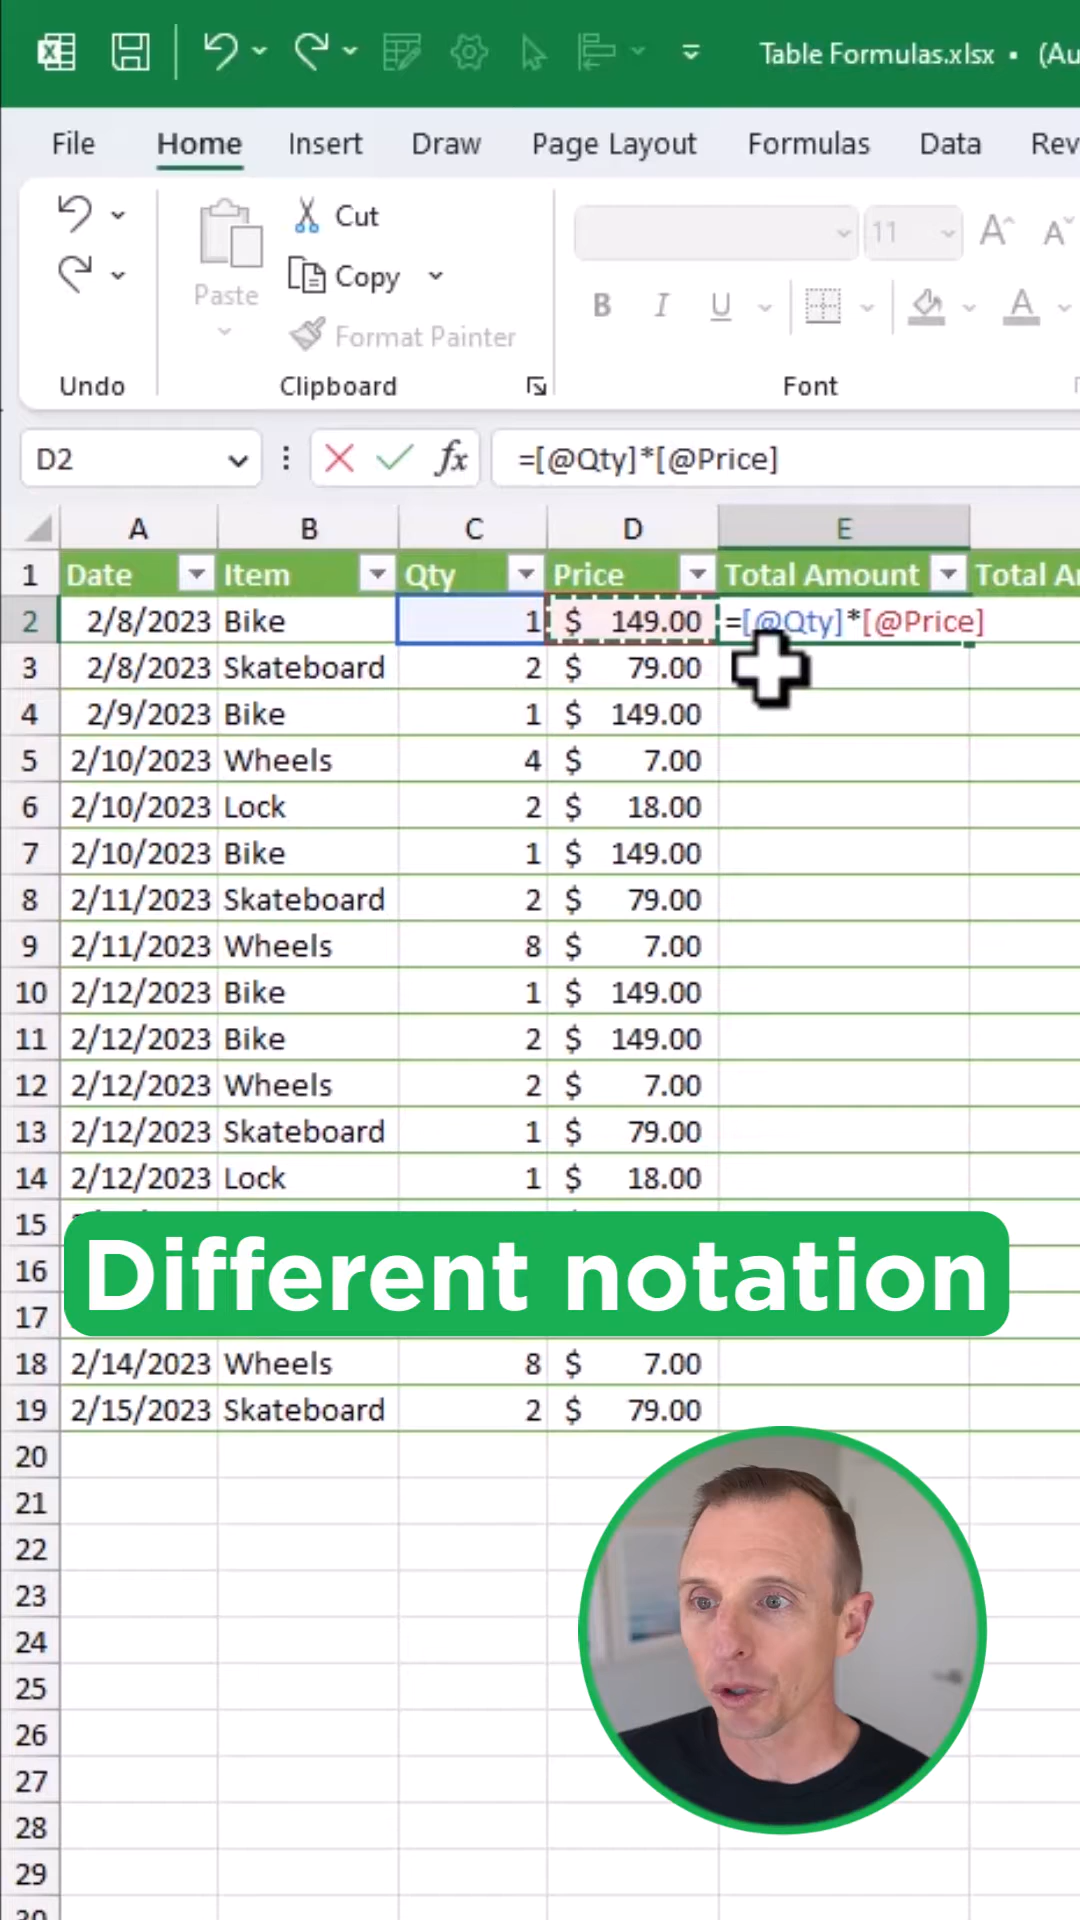 Table Formulas.xlsx • (Au
File Home Insert Draw Page Layout Formulas Data Rev
Cut
11
Copy
Paste
Format Painter
B I U
Undo Clipboard Font
D2 fx =[@Qty]*[@Price]
A B C D E
1 Date Item Qty Price Total Amount Total A
2 2/8/2023 Bike 1 $ 149.00 =[@Qty]*[@Price]
3 2/8/2023 Skateboard 2 $ 79.00
4 2/9/2023 Bike 1 $ 149.00
5 2/10/2023 Wheels 4 $ 7.00
6 2/10/2023 Lock 2 $ 18.00
7 2/10/2023 Bike 1 $ 149.00
8 2/11/2023 Skateboard 2 $ 79.00
9 2/11/2023 Wheels 8 $ 7.00
10 2/12/2023 Bike 1 $ 149.00
11 2/12/2023 Bike 2 $ 149.00
12 2/12/2023 Wheels 2 $ 7.00
13 2/12/2023 Skateboard 1 $ 79.00
14 2/12/2023 Lock 1 $ 18.00
15
Different notation
16
17
18 2/14/2023 Wheels 8 $ 7.00
19 2/15/2023 Skateboard 2 $ 79.00
20
21
22
23
24
25
26
27
28
29
30